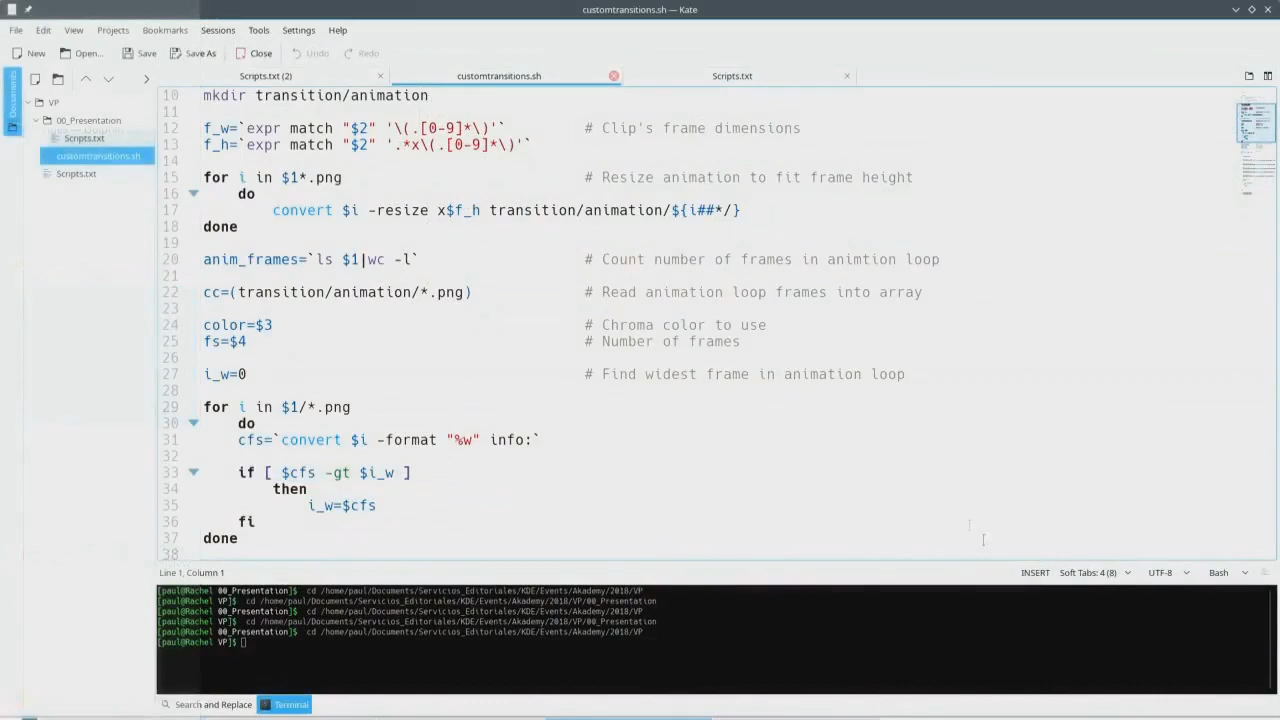 customtransitions.sh — Kate
File Edit View Projects Bookmarks Sessions Tools Settings Help
New Open... Save Save As Close Undo Redo
Scripts.txt (2) customtransitions.sh Scripts.txt
Documents
VP
00_Presentation
Scripts.txt
customtransitions.sh
Scripts.txt
10 mkdir transition/animation
11
12 f_w=`expr match "$2" '\(.[0-9]*\)'` # Clip's frame dimensions
13 f_h=`expr match "$2" '.*x\(.[0-9]*\)'`
14
15 for i in $1*.png # Resize animation to fit frame height
16 do
17 convert $i -resize x$f_h transition/animation/${i##*/}
18 done
19
20 anim_frames=`ls $1|wc -l` # Count number of frames in animtion loop
21
22 cc=(transition/animation/*.png) # Read animation loop frames into array
23
24 color=$3 # Chroma color to use
25 fs=$4 # Number of frames
26
27 i_w=0 # Find widest frame in animation loop
28
29 for i in $1/*.png
30 do
31 cfs=`convert $i -format "%w" info:`
32
33 if [ $cfs -gt $i_w ]
34 then
35 i_w=$cfs
36 fi
37 done
38
Line 1, Column 1 INSERT Soft Tabs: 4 (8) UTF-8 Bash
[paul@Rachel 00_Presentation]$ cd /home/paul/Documents/Servicios_Editoriales/KDE/Events/Akademy/2018/VP
[paul@Rachel VP]$ cd /home/paul/Documents/Servicios_Editoriales/KDE/Events/Akademy/2018/VP/00_Presentation
[paul@Rachel 00_Presentation]$ cd /home/paul/Documents/Servicios_Editoriales/KDE/Events/Akademy/2018/VP
[paul@Rachel VP]$ cd /home/paul/Documents/Servicios_Editoriales/KDE/Events/Akademy/2018/VP/00_Presentation
[paul@Rachel 00_Presentation]$ cd /home/paul/Documents/Servicios_Editoriales/KDE/Events/Akademy/2018/VP
[paul@Rachel VP]$
Search and Replace Terminal